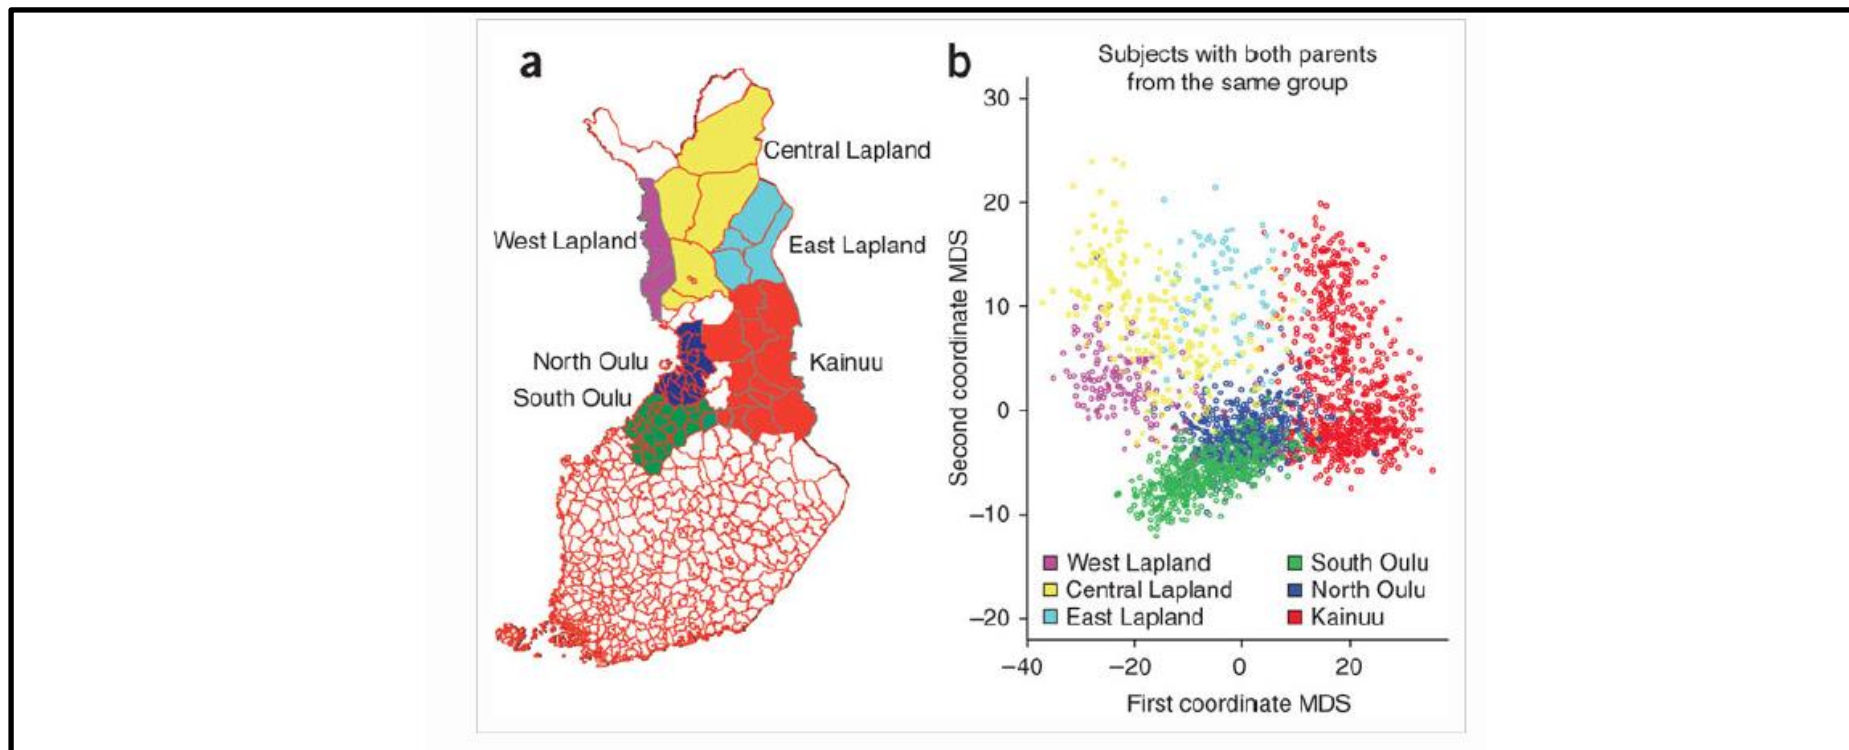 a
Central Lapland
West Lapland
East Lapland
North Oulu
Kainuu
South Oulu
b
Subjects with both parents
from the same group
Second coordinate MDS
30
20
10
0
−10
−20
West Lapland
Central Lapland
East Lapland
South Oulu
North Oulu
Kainuu
−40
−20
0
20
First coordinate MDS